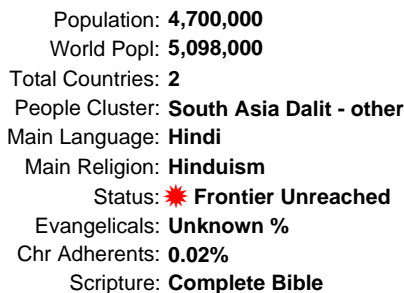 Population: 4,700,000
World Popl: 5,098,000
Total Countries: 2
People Cluster: South Asia Dalit - other
Main Language: Hindi
Main Religion: Hinduism
Status: Frontier Unreached
Evangelicals: Unknown %
Chr Adherents: 0.02%
Scripture: Complete Bible